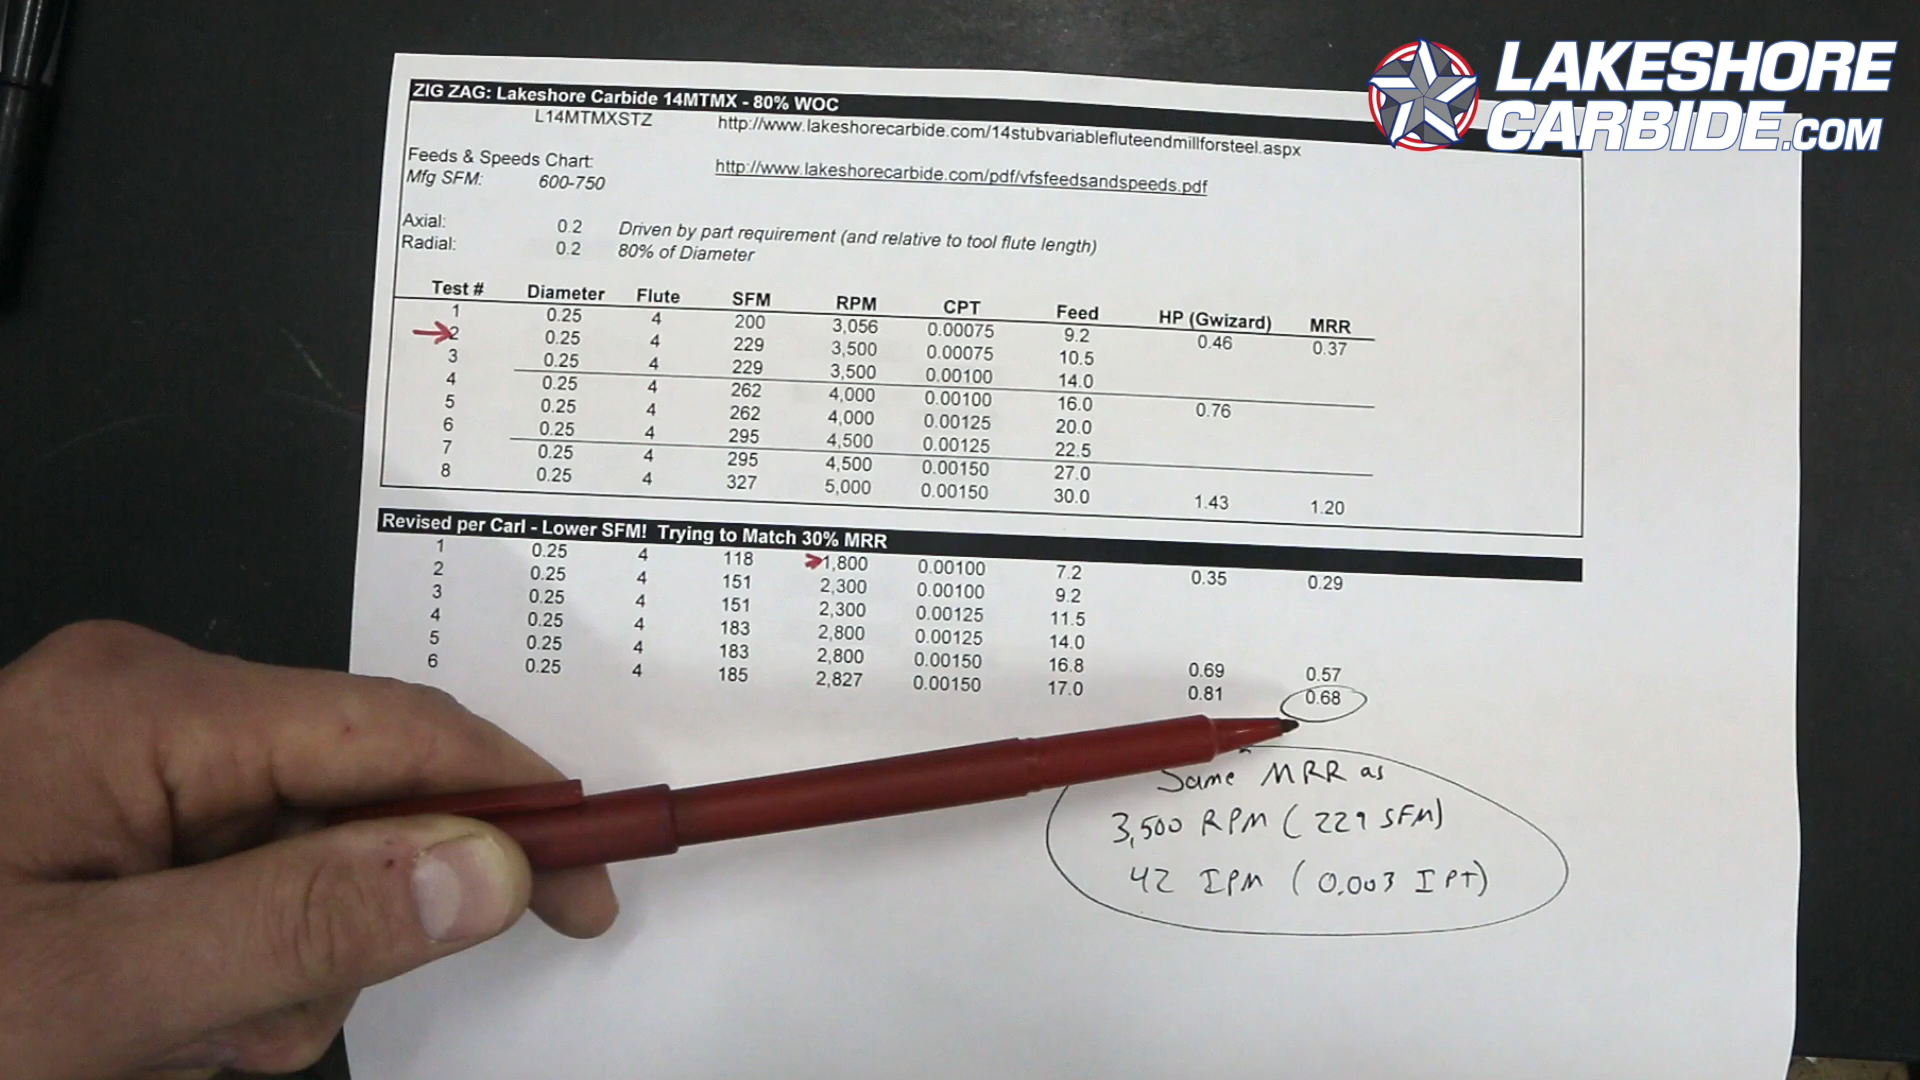 LAKESHORE
CARBIDE.COM
ZIG ZAG: Lakeshore Carbide 14MTMX - 80% WOC
L14MTMXSTZ http://www.lakeshorecarbide.com/14stubvariablefluteendmillforsteel.aspx
Feeds & Speeds Chart: http://www.lakeshorecarbide.com/pdf/vfsfeedsandspeeds.pdf
Mfg SFM: 600-750
Axial: 0.2 Driven by part requirement (and relative to tool flute length)
Radial: 0.2 80% of Diameter
Test # Diameter Flute SFM RPM CPT Feed HP (Gwizard) MRR
1 0.25 4 200 3,056 0.00075 9.2 0.46 0.37
2 0.25 4 229 3,500 0.00075 10.5
3 0.25 4 229 3,500 0.00100 14.0
4 0.25 4 262 4,000 0.00100 16.0 0.76
5 0.25 4 262 4,000 0.00125 20.0
6 0.25 4 295 4,500 0.00125 22.5
7 0.25 4 295 4,500 0.00150 27.0
8 0.25 4 327 5,000 0.00150 30.0 1.43 1.20
Revised per Carl - Lower SFM! Trying to Match 30% MRR
1 0.25 4 118 1,800 0.00100 7.2 0.35 0.29
2 0.25 4 151 2,300 0.00100 9.2
3 0.25 4 151 2,300 0.00125 11.5
4 0.25 4 183 2,800 0.00125 14.0
5 0.25 4 183 2,800 0.00150 16.8 0.69 0.57
6 0.25 4 185 2,827 0.00150 17.0 0.81 0.68
Same MRR as
3,500 RPM (229 SFM)
42 IPM (0.003 IPT)